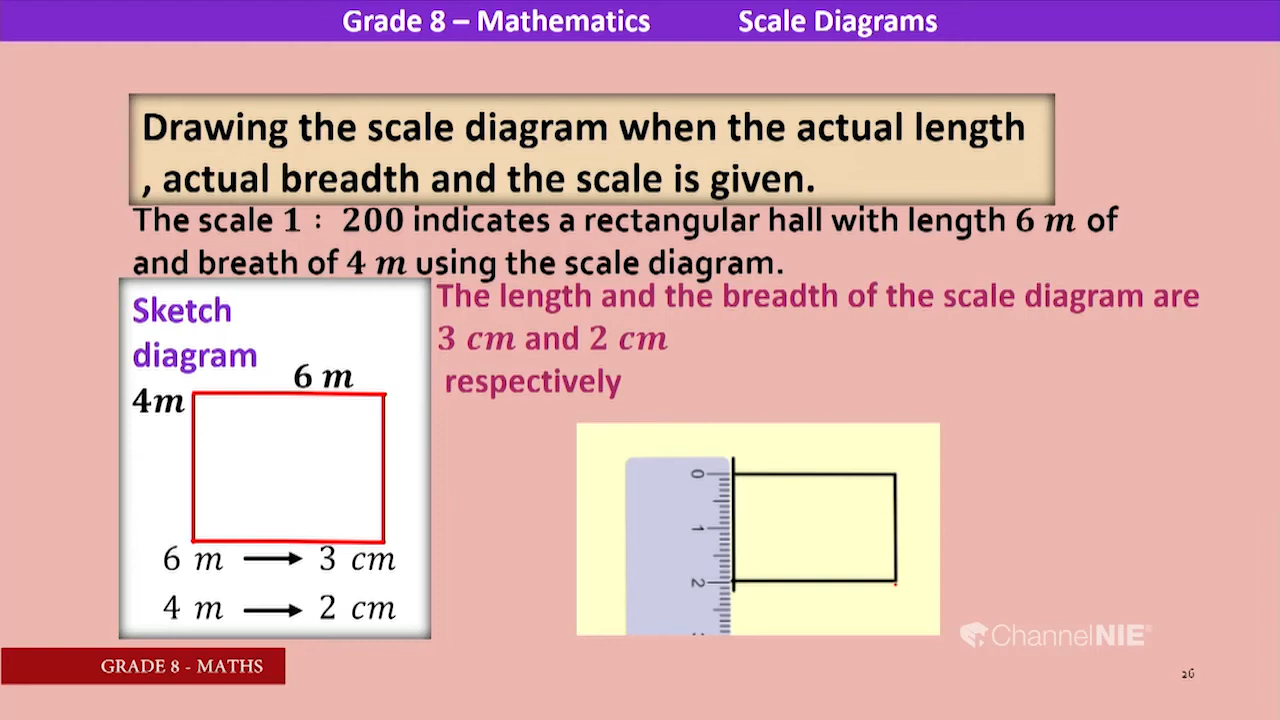 Grade 8 – Mathematics Scale Diagrams
Drawing the scale diagram when the actual length
, actual breadth and the scale is given.
The scale 1 : 200 indicates a rectangular hall with length 6 m of
and breath of 4 m using the scale diagram.
Sketch
diagram
6 m
4m
6 m → 3 cm
4 m → 2 cm
The length and the breadth of the scale diagram are
3 cm and 2 cm
respectively
0
1
2
ChannelNIE
GRADE 8 - MATHS
26